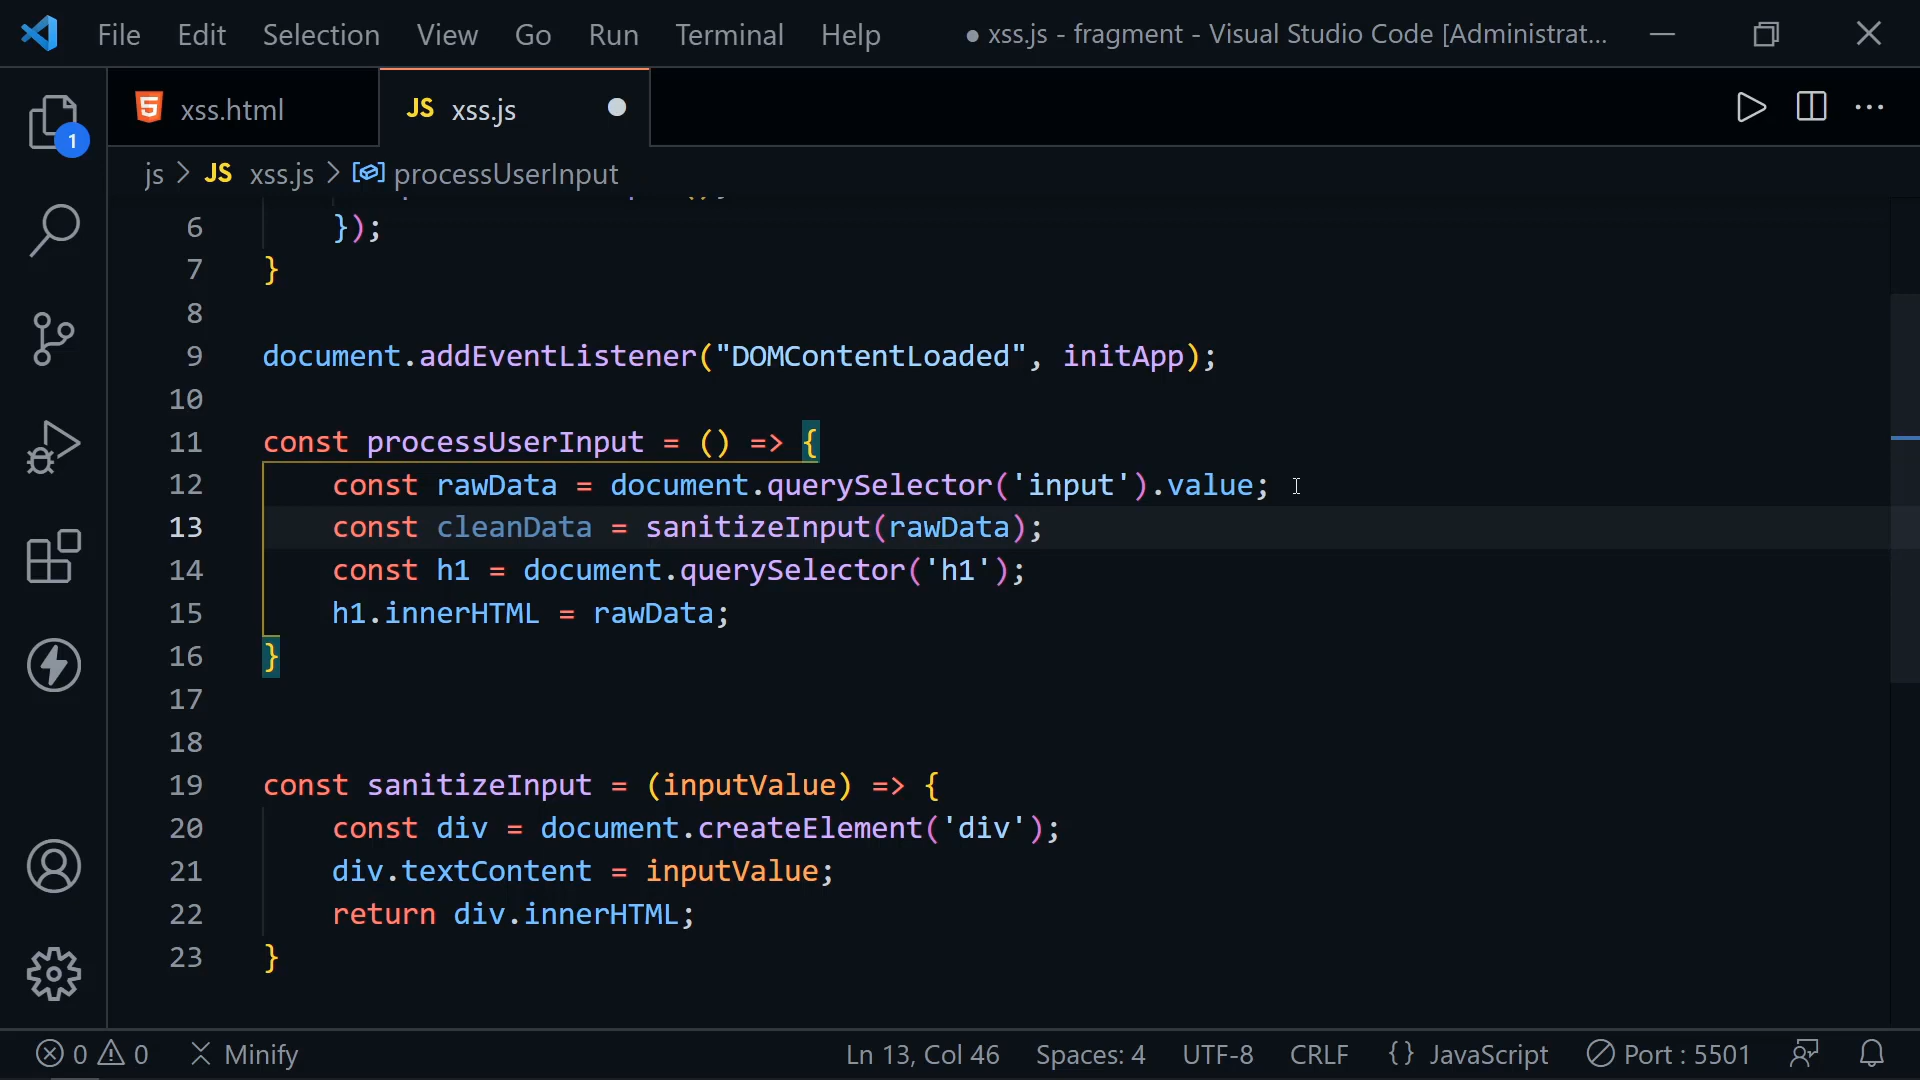 File Edit Selection View Go Run Terminal Help ● xss.js - fragment - Visual Studio Code [Administrat...
5 xss.html JS xss.js
1
js > JS xss.js > processUserInput
6 });
7 }
8
9 document.addEventListener("DOMContentLoaded", initApp);
10
11 const processUserInput = () => {
12 const rawData = document.querySelector('input').value;
13 const cleanData = sanitizeInput(rawData);
14 const h1 = document.querySelector('h1');
15 h1.innerHTML = rawData;
16 }
17
18
19 const sanitizeInput = (inputValue) => {
20 const div = document.createElement('div');
21 div.textContent = inputValue;
22 return div.innerHTML;
23 }
0 0 Minify Ln 13, Col 46 Spaces: 4 UTF-8 CRLF {} JavaScript Port : 5501